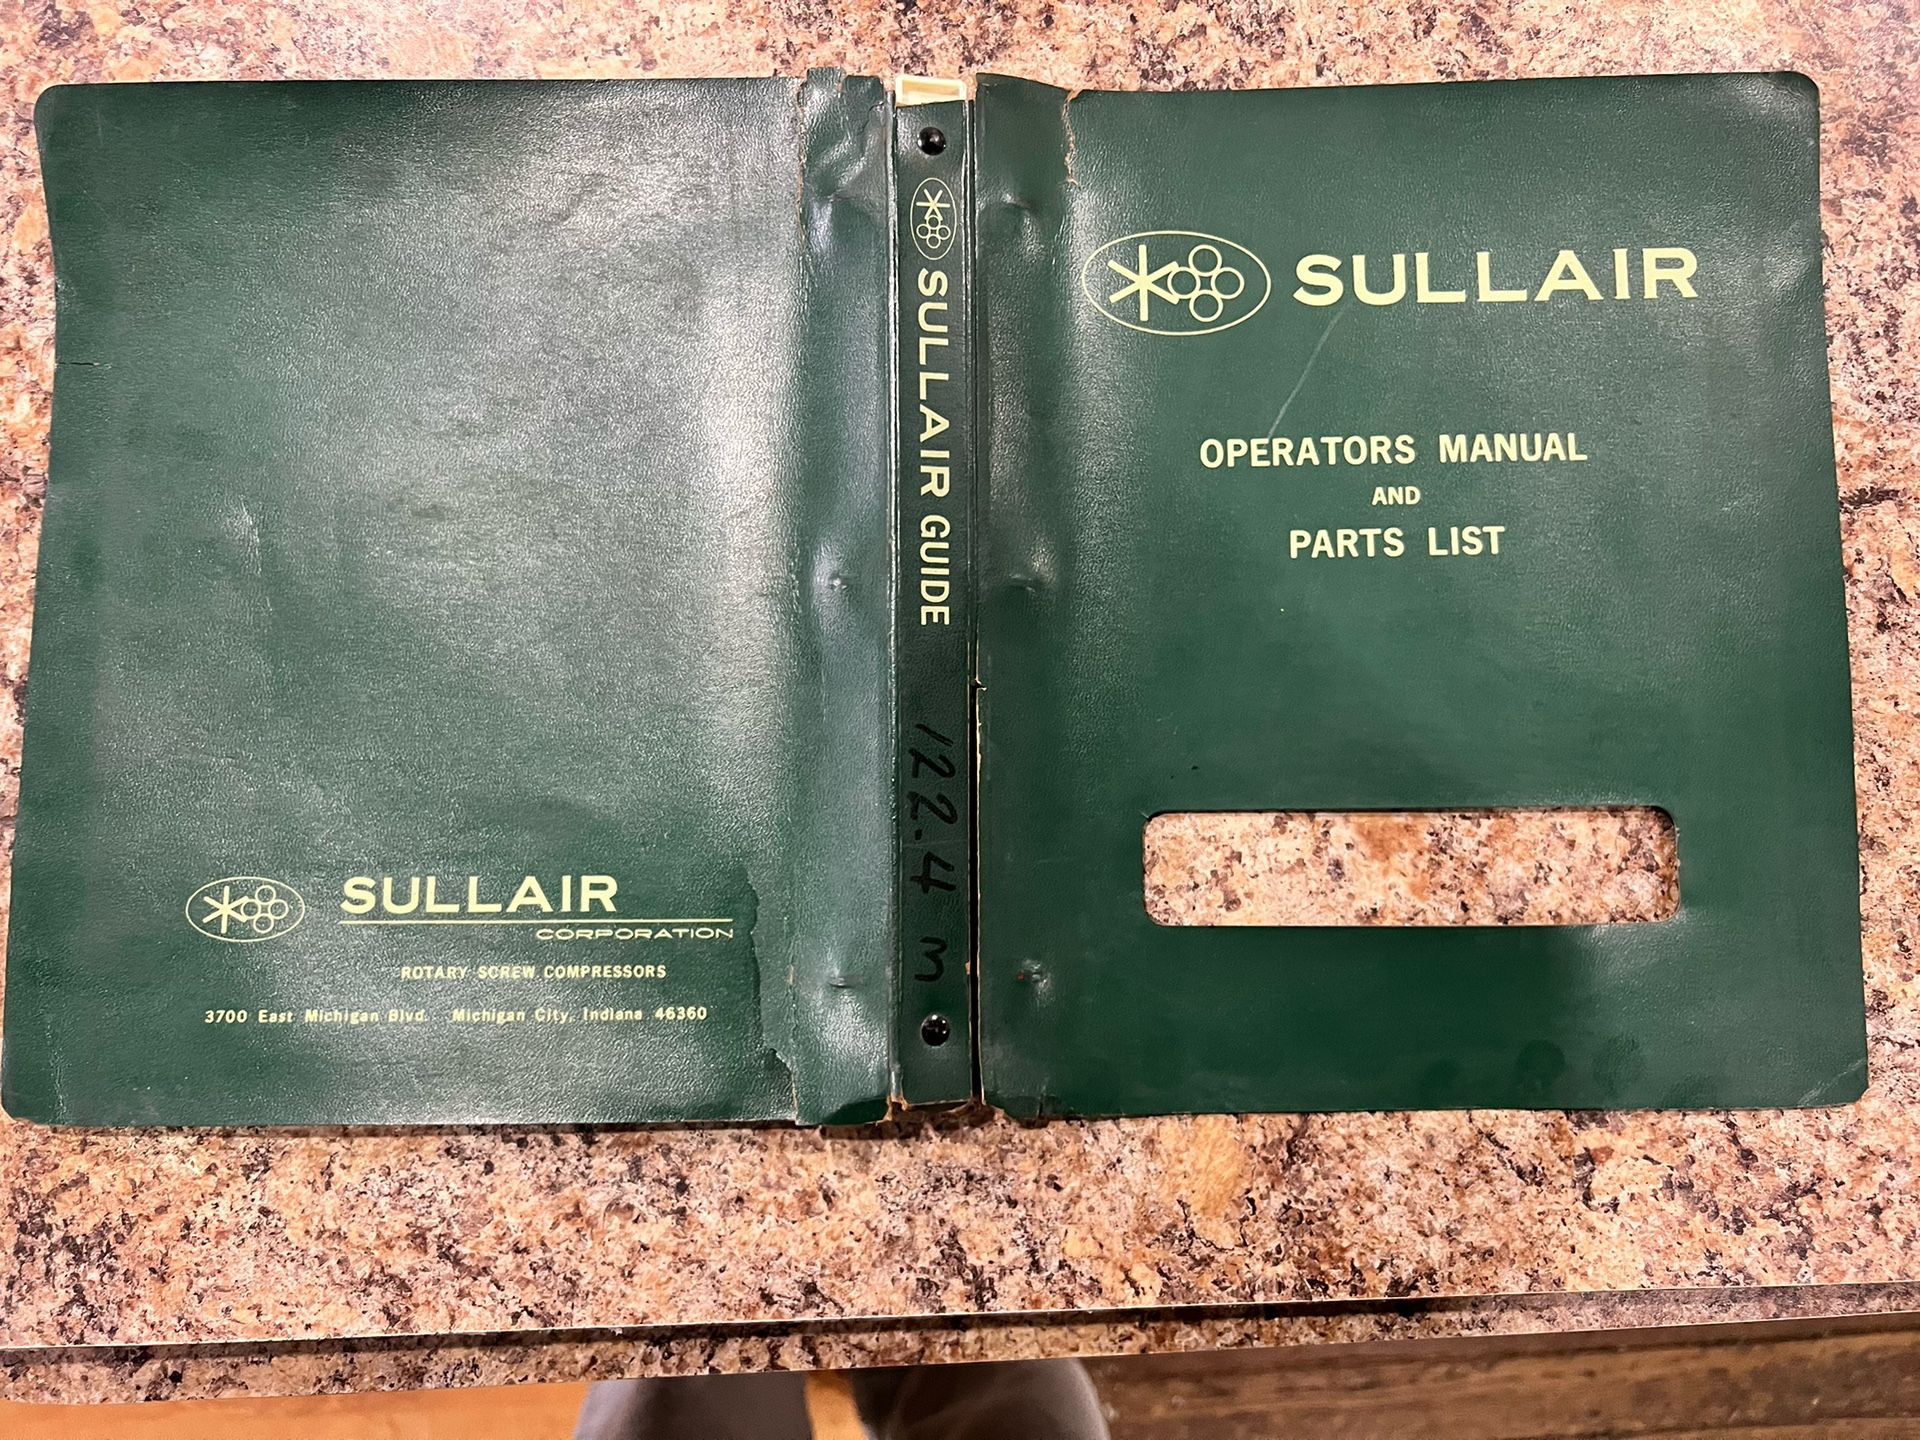 SULLAIR
CORPORATION
ROTARY SCREW COMPRESSORS
3700 East Michigan Blvd. Michigan City, Indiana 46360
SULLAIR GUIDE
122.4 m
SULLAIR
OPERATORS MANUAL
AND
PARTS LIST